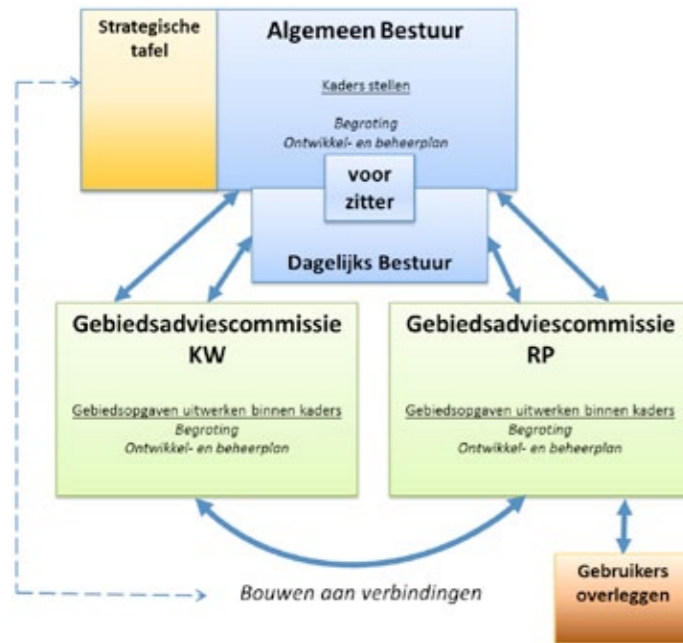 Strategische
tafel
Algemeen Bestuur
Kaders stellen
Begroting
Ontwikkel- en beheerplan
voor
zitter
Dagelijks Bestuur
Gebiedsadviescommissie
KW
Gebiedsopgaven uitwerken binnen kaders
Begroting
Ontwikkel- en beheerplan
Gebiedsadviescommissie
RP
Gebiedsopgaven uitwerken binnen kaders
Begroting
Ontwikkel- en beheerplan
Bouwen aan verbindingen
Gebruikers
overleggen